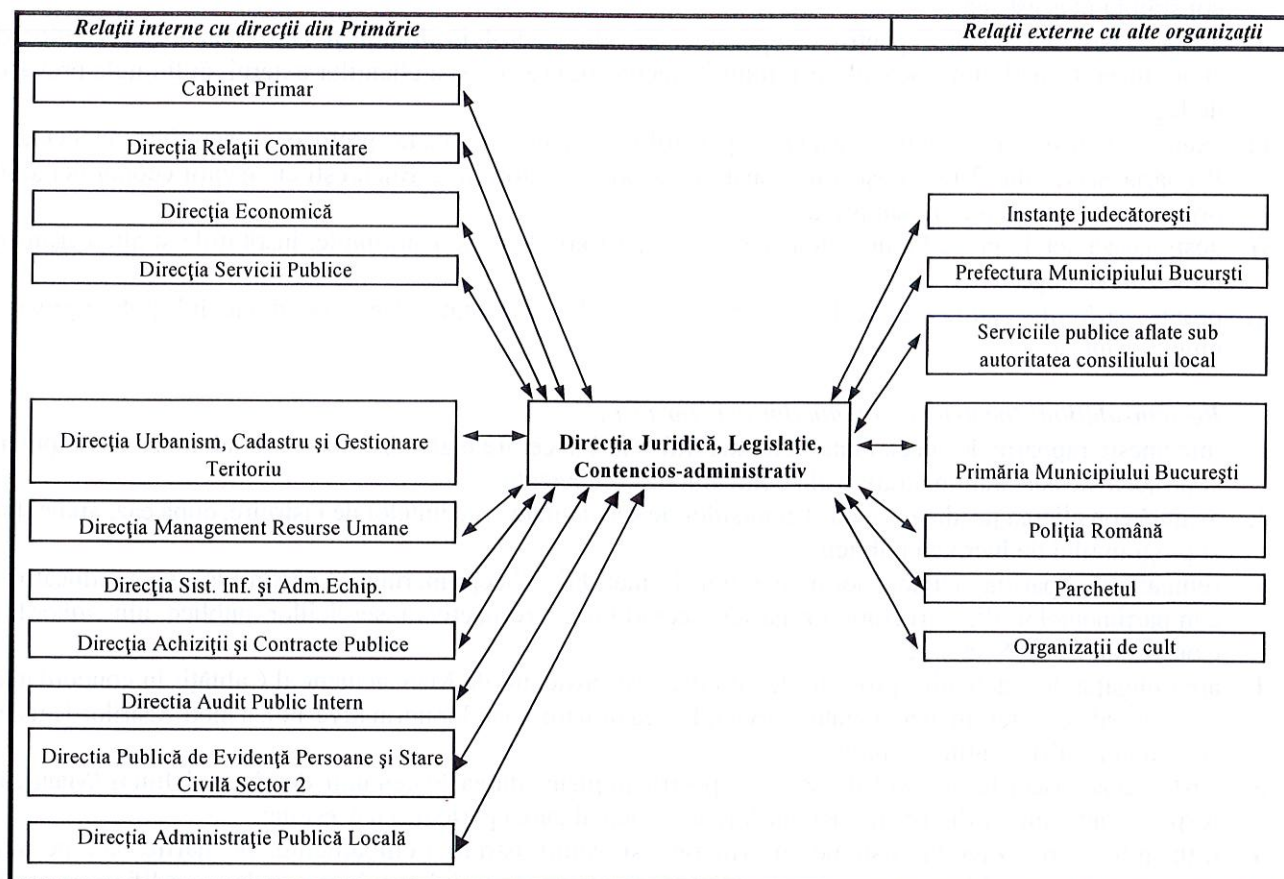 Relaţii interne cu direcţii din Primărie
Relaţii externe cu alte organizaţii
Cabinet Primar
Direcţia Relaţii Comunitare
Direcţia Economică
Direcţia Servicii Publice
Direcţia Urbanism, Cadastru şi Gestionare
Teritoriu
Direcţia Management Resurse Umane
Direcţia Sist. Inf. şi Adm.Echip.
Direcţia Achiziţii şi Contracte Publice
Directia Audit Public Intern
Directia Publică de Evidenţă Persoane şi Stare
Civilă Sector 2
Direcţia Administraţie Publică Locală
Direcţia Juridică, Legislaţie,
Contencios-administrativ
Instanţe judecătoreşti
Prefectura Municipiului Bucurşti
Serviciile publice aflate sub
autoritatea consiliului local
Primăria Municipiului Bucureşti
Poliţia Română
Parchetul
Organizaţii de cult